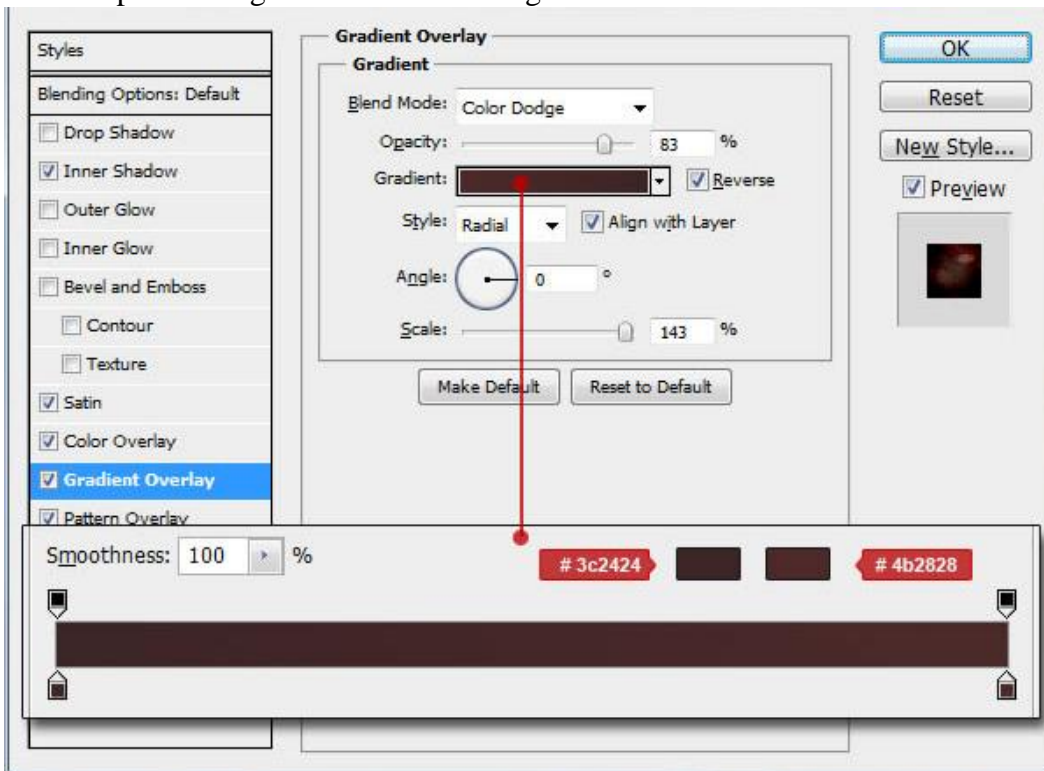 Styles
Blending Options: Default
Drop Shadow
Inner Shadow
Outer Glow
Inner Glow
Bevel and Emboss
Contour
Texture
Satin
Color Overlay
Gradient Overlay
Pattern Overlay
Gradient Overlay
Gradient
Blend Mode: Color Dodge
Opacity: 83 %
Gradient: Reverse
Style: Radial Align with Layer
Angle: 0 °
Scale: 143 %
Make Default Reset to Default
OK
Reset
New Style...
Preview
Smoothness: 100 %
# 3c2424 # 4b2828